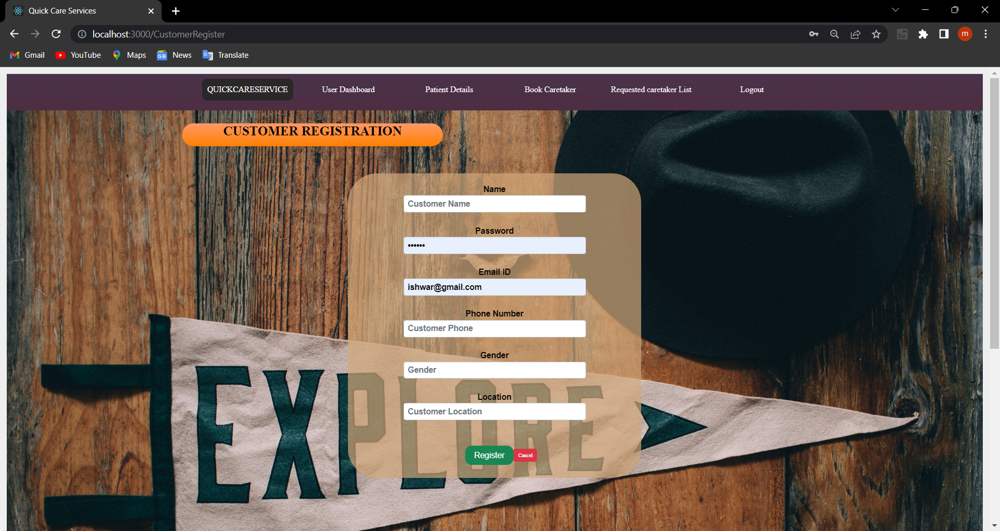 Quick Care Services
localhost:3000/CustomerRegister
Se
m
Gmail
YouTube
Maps
News
Translate
QUICKCARESERVICE
User Dashboard
Patient Details
Book Caretaker
Requested caretaker List
Logout
CUSTOMER REGISTRATION
Name
Customer Name
Password
••••••
Email ID
ishwar@gmail.com
Phone Number
Customer Phone
Gender
Gender
Location
Customer Location
Register
Cancel
EXPLORE